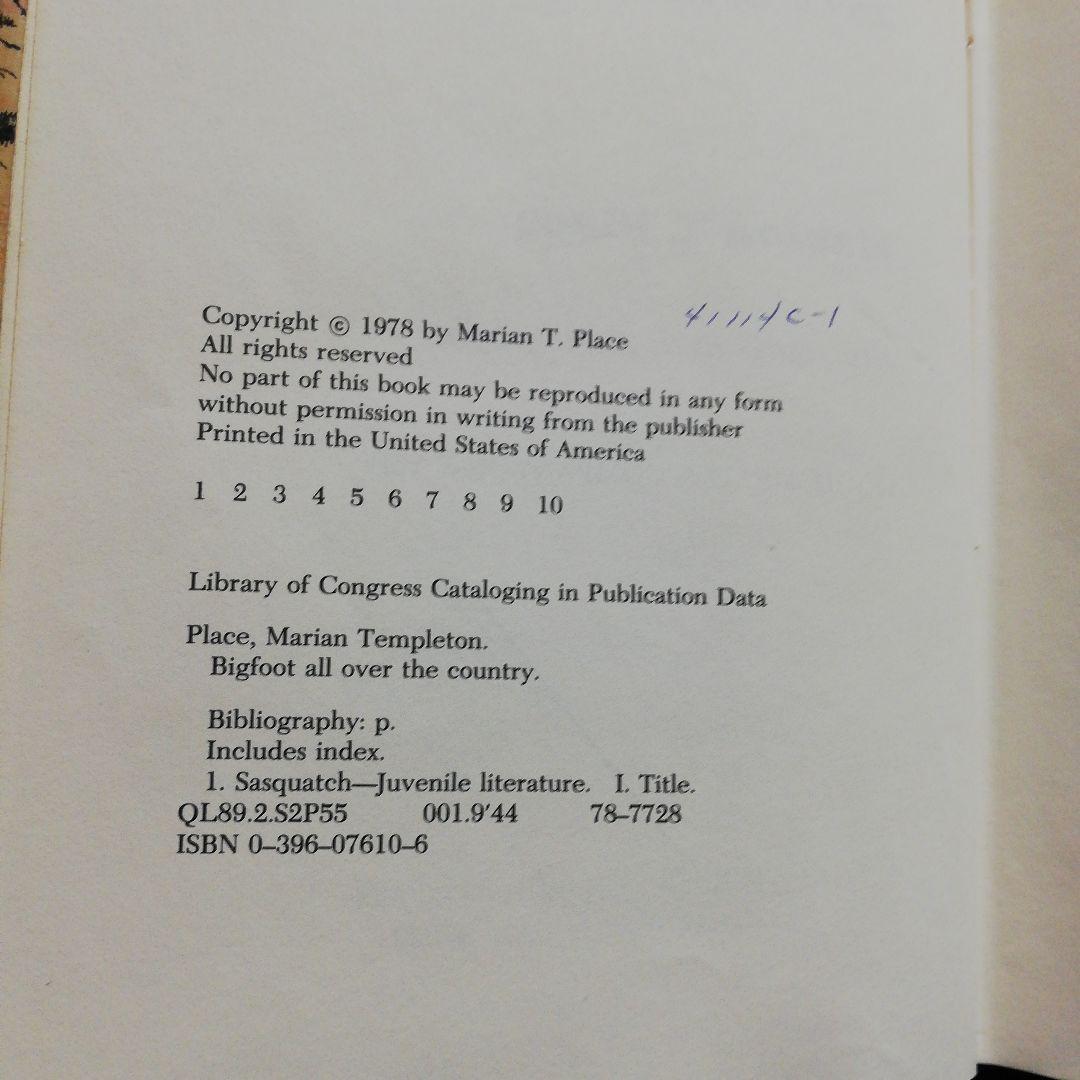 Copyright © 1978 by Marian T. Place
All rights reserved
No part of this book may be reproduced in any form
without permission in writing from the publisher
Printed in the United States of America
1 2 3 4 5 6 7 8 9 10
Library of Congress Cataloging in Publication Data
Place, Marian Templeton.
Bigfoot all over the country.
Bibliography: p.
Includes index.
1. Sasquatch—Juvenile literature. I. Title.
QL89.2.S2P55 001.9'44 78–7728
ISBN 0–396–07610–6